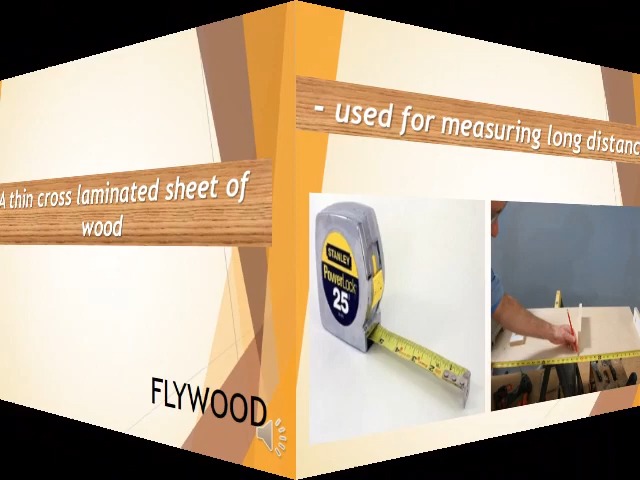 A thin cross laminated sheet of
wood
FLYWOOD
- used for measuring long distanc
STANLEY
PowerLock
25